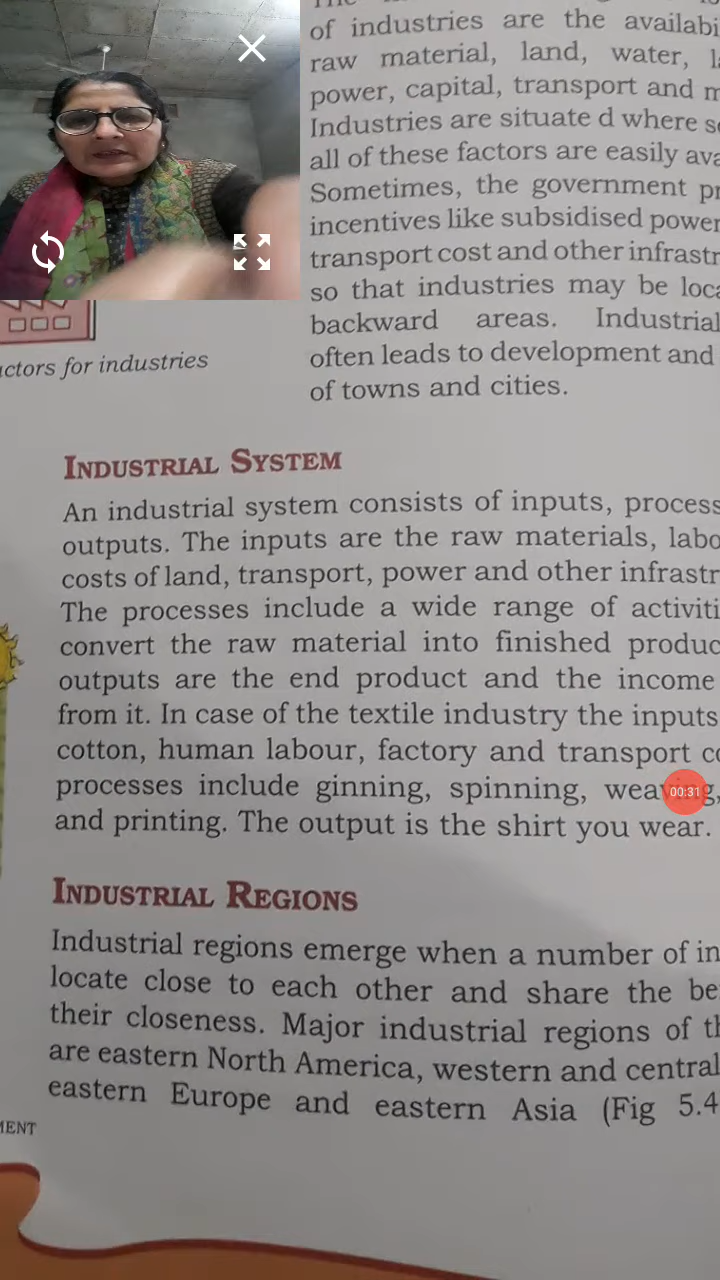 of industries are the
raw material, land, water,
power, capital, transport and
Industries are situate d where
all of these factors are easily
Sometimes, the government
incentives like subsidised power
transport cost and other
so that industries may be
backward areas. Industrial
often leads to development and
of towns and cities.
for industries
INDUSTRIAL SYSTEM
An industrial system consists of inputs,
outputs. The inputs are the raw materials,
costs of land, transport, power and other
The processes include a wide range of
convert the raw material into finished
outputs are the end product and the income
from it. In case of the textile industry the inputs
cotton, human labour, factory and transport
processes include ginning, spinning,
00:31
and printing. The output is the shirt you wear.
INDUSTRIAL REGIONS
Industrial regions emerge when a number of
locate close to each other and share the
their closeness. Major industrial regions of
are eastern North America, western and central
eastern Europe and eastern Asia (Fig 5.4